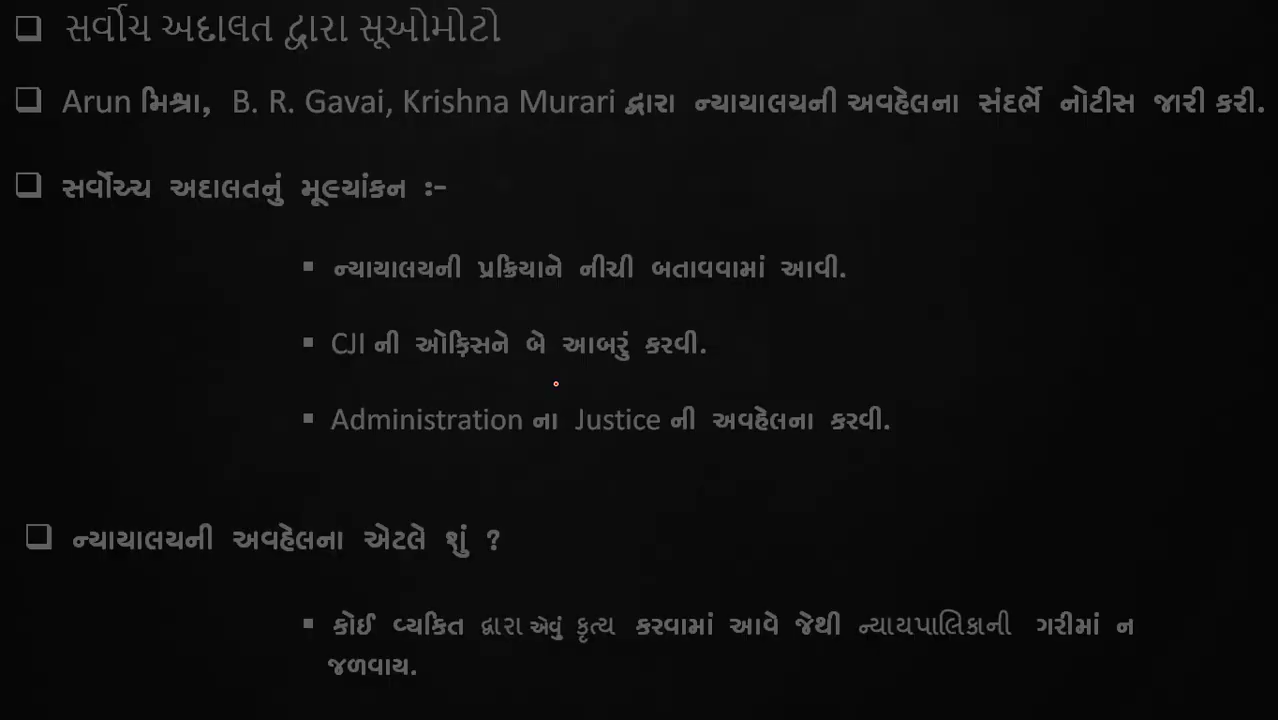 સર્વોચ અદાલત દ્વારા સૂઓમોટો
Arun મિશ્રા, B. R. Gavai, Krishna Murari દ્વારા ન્યાયાલયની અવહેલના સંદર્ભે નોટીસ જારી કરી.
સર્વોચ્ચ અદાલતનું મૂલ્યાંકન :-
ન્યાયાલયની પ્રક્રિયાને નીચી બતાવવામાં આવી.
CJI ની ઓફિસને બે આબરું કરવી.
Administration ના Justice ની અવહેલના કરવી.
ન્યાયાલયની અવહેલના એટલે શું ?
કોઈ વ્યકિત દ્વારા એવું કૃત્ય કરવામાં આવે જેથી ન્યાયપાલિકાની ગરીમાં ન
જળવાય.